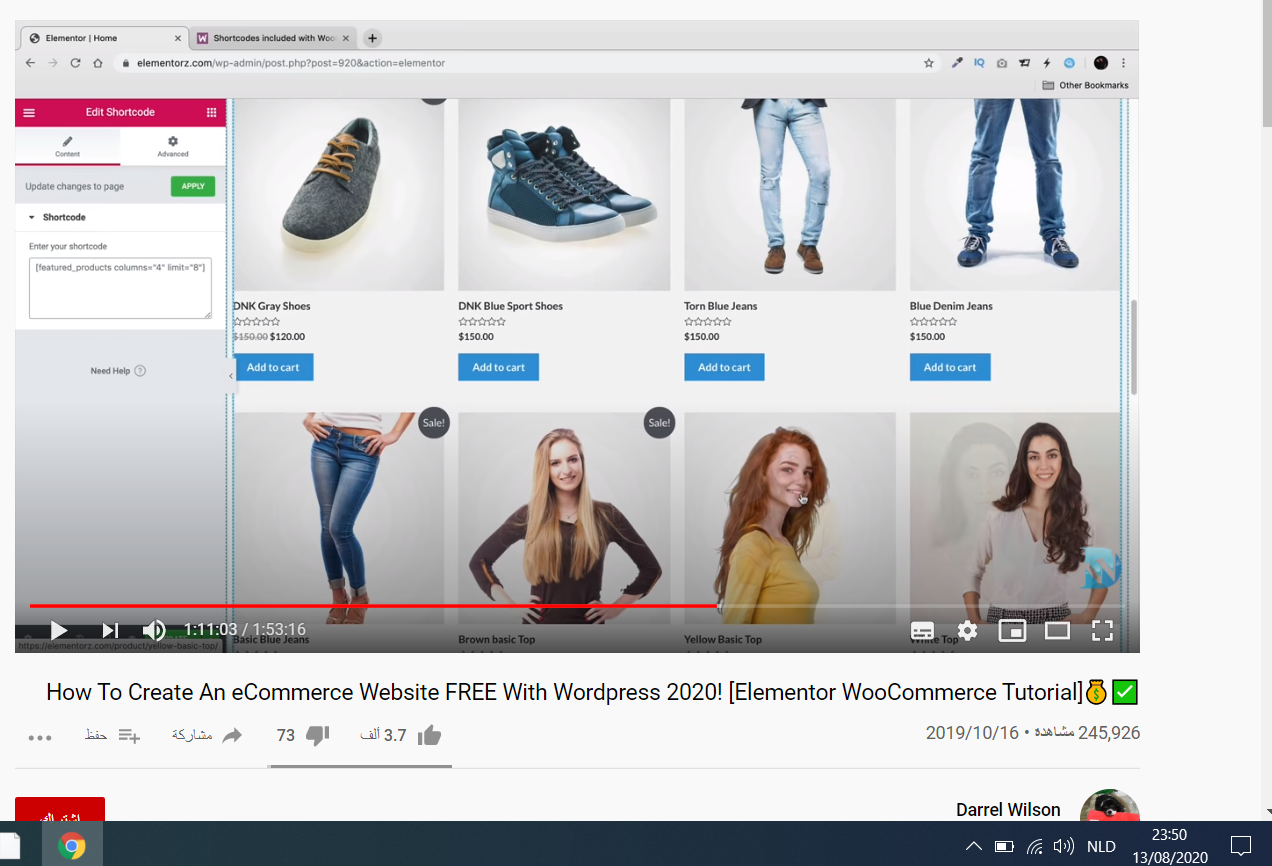 Elementor | Home
Shortcodes included with Woo
elementorz.com/wp-admin/post.php?post=920&action=elementor
IQ
Other Bookmarks
Edit Shortcode
Content
Advanced
Update changes to page
APPLY
Shortcode
Enter your shortcode
[featured_products columns="4" limit="8"]
Need Help
DNK Gray Shoes
$150.00 $120.00
Add to cart
DNK Blue Sport Shoes
$150.00
Add to cart
Torn Blue Jeans
$150.00
Add to cart
Blue Denim Jeans
$150.00
Add to cart
Sale!
Sale!
Basic Blue Jeans
Brown basic Top
Yellow Basic Top
White Top
1:11:03 / 1:53:16
https://elementorz.com/product/yellow-basic-top/
How To Create An eCommerce Website FREE With Wordpress 2020! [Elementor WooCommerce Tutorial]💰✅
245,926 مشاهدة • 2019/10/16
3.7 ألف
73
مشاركة
حفظ
Darrel Wilson
اشتراك
NLD
23:50
13/08/2020